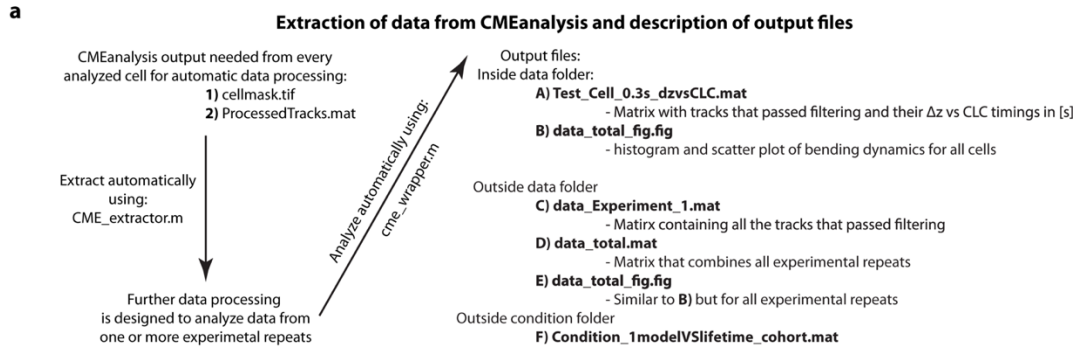 a
Extraction of data from CMEanalysis and description of output files
CMEanalysis output needed from every
analyzed cell for automatic data processing:
1) cellmask.tif
2) ProcessedTracks.mat
Extract automatically
using:
CME_extractor.m
Further data processing
is designed to analyze data from
one or more experimetal repeats
Analyze automatically using:
cme_wrapper.m
Output files:
Inside data folder:
A) Test_Cell_0.3s_dzvsCLC.mat
- Matrix with tracks that passed filtering and their Δz vs CLC timings in [s]
B) data_total_fig.fig
- histogram and scatter plot of bending dynamics for all cells
Outside data folder
C) data_Experiment_1.mat
- Matirx containing all the tracks that passed filtering
D) data_total.mat
- Matrix that combines all experimental repeats
E) data_total_fig.fig
- Similar to B) but for all experimental repeats
Outside condition folder
F) Condition_1modelVSlifetime_cohort.mat